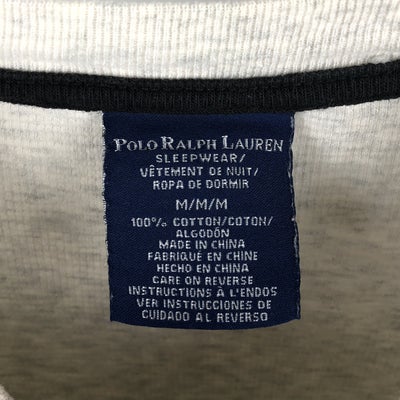 POLO RALPH LAUREN
SLEEPWEAR/
VÊTEMENT DE NUIT/
ROPA DE DORMIR
M/M/M
100% COTTON/COTON/
ALGODÓN
MADE IN CHINA
FABRIQUÉ EN CHINE
HECHO EN CHINA
CARE ON REVERSE
INSTRUCTIONS À L'ENDOS
VER INSTRUCCIONES DE
CUIDADO AL REVERSO